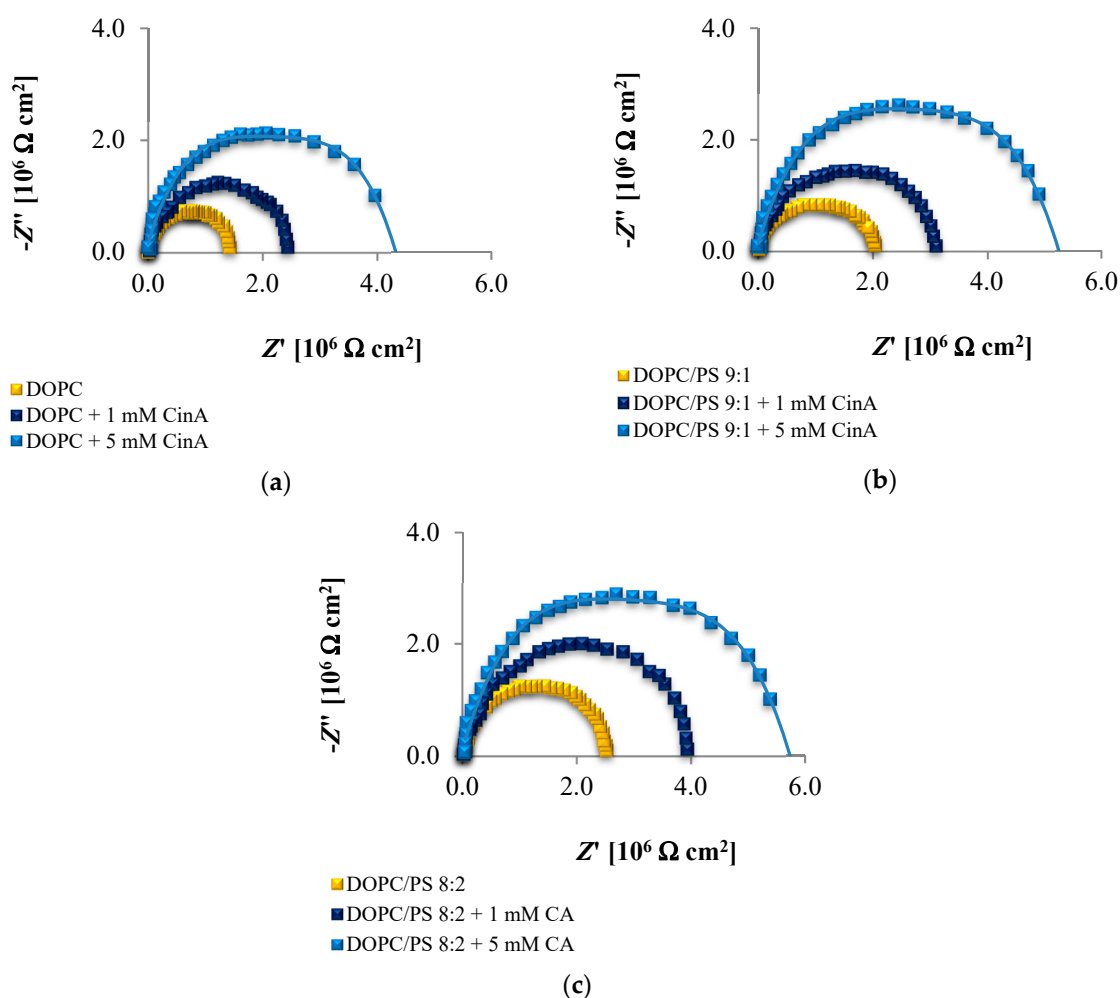 4.0
2.0
0.0
-Z" [10⁶ Ω cm²]
0.0 2.0 4.0 6.0
Z' [10⁶ Ω cm²]
DOPC
DOPC + 1 mM CinA
DOPC + 5 mM CinA
(a)
4.0
2.0
0.0
-Z" [10⁶ Ω cm²]
0.0 2.0 4.0 6.0
Z' [10⁶ Ω cm²]
DOPC/PS 9:1
DOPC/PS 9:1 + 1 mM CinA
DOPC/PS 9:1 + 5 mM CinA
(b)
4.0
2.0
0.0
-Z" [10⁶ Ω cm²]
0.0 2.0 4.0 6.0
Z' [10⁶ Ω cm²]
DOPC/PS 8:2
DOPC/PS 8:2 + 1 mM CA
DOPC/PS 8:2 + 5 mM CA
(c)